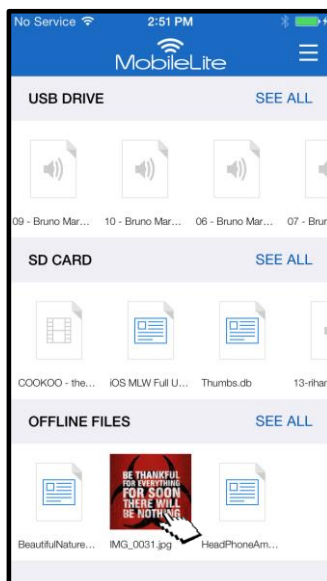 No Service 2:51 PM
MobileLite
USB DRIVE SEE ALL
09 - Bruno Mar... 10 - Bruno Mar... 06 - Bruno Mar... 07 - Brun
SD CARD SEE ALL
COOKOO - the... iOS MLW Full U... Thumbs.db 13-rihar
OFFLINE FILES SEE ALL
BE THANKFUL
FOR EVERYTHING
FOR SOON
THERE WILL
BE NOTHING
BeautifulNature... IMG_0031.jpg HeadPhoneAm...